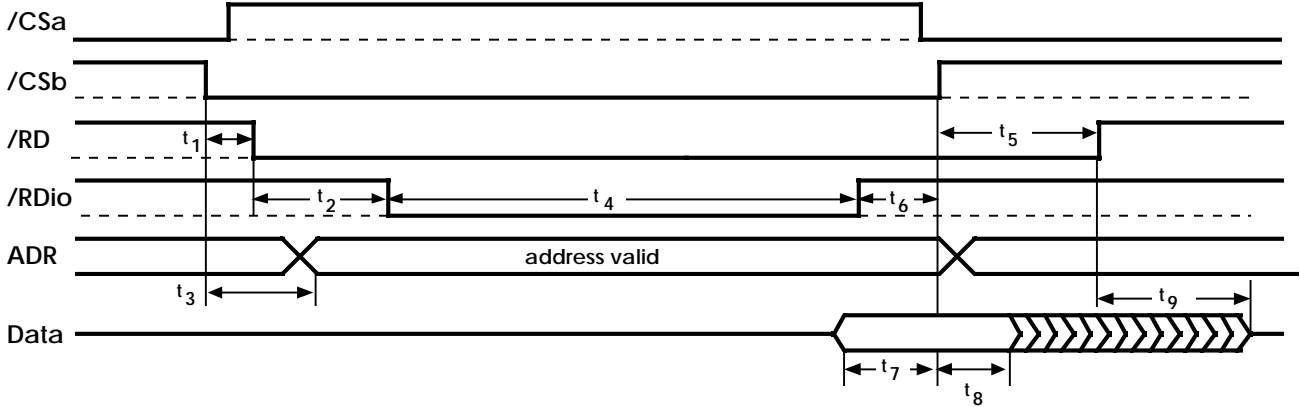 /CSa
/CSb
/RD t1 t5
/RDio t2 t4 t6
ADR address valid
t3 t9
Data
t7 t8